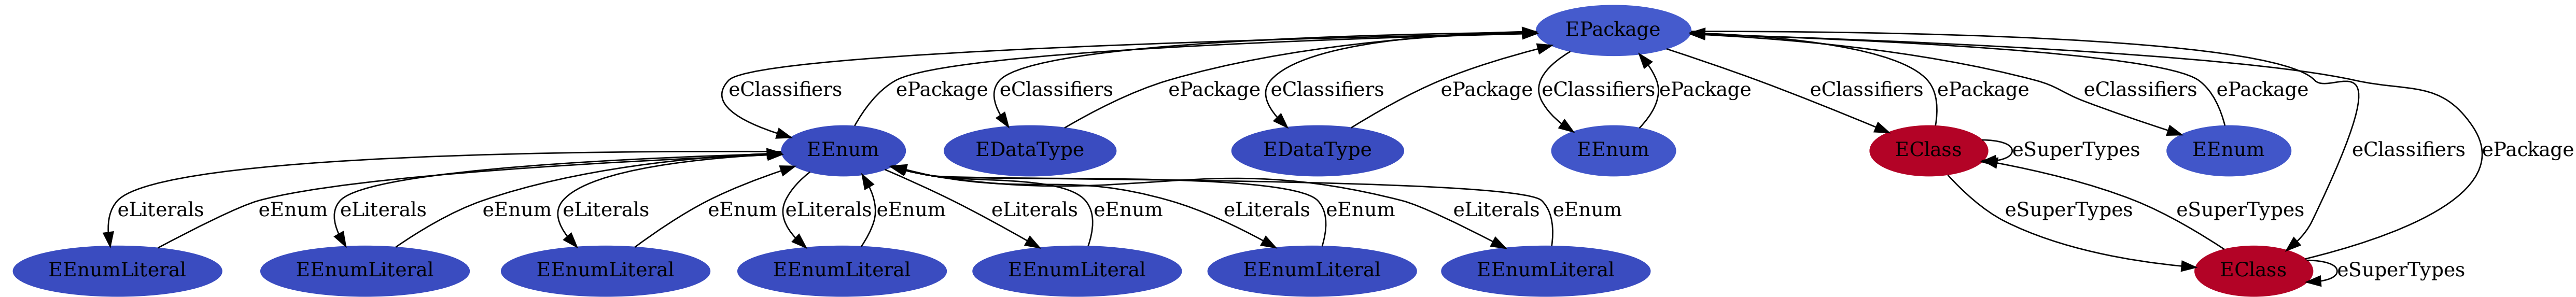 EPackage
eClassifiers
ePackage
eClassifiers
ePackage
eClassifiers
ePackage
eClassifiers
ePackage
eClassifiers
ePackage
eClassifiers
ePackage
EEnum
EDataType
EDataType
EEnum
EClass
eSuperTypes
EEnum
eClassifiers
ePackage
eLiterals
eEnum
eLiterals
eEnum
eLiterals
eEnum
eLiterals
eEnum
eLiterals
eEnum
eLiterals
eEnum
eLiterals
eEnum
eSuperTypes
eSuperTypes
EEnumLiteral
EEnumLiteral
EEnumLiteral
EEnumLiteral
EEnumLiteral
EEnumLiteral
EEnumLiteral
EClass
eSuperTypes